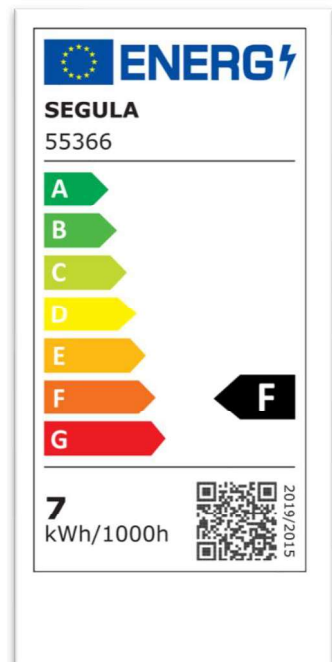 ENERG
SEGULA
55366
A
B
C
D
E
F
F
G
7
kWh/1000h
2019/2015